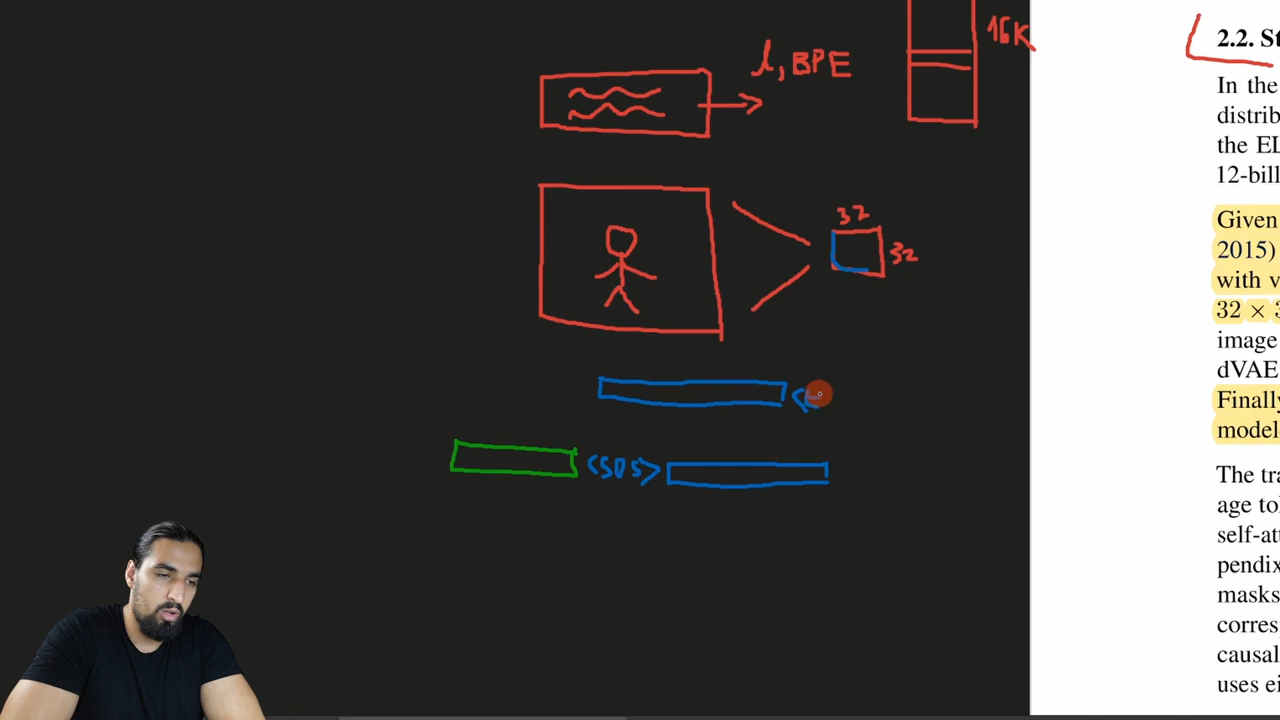 16K
l, BPE
32
32
<SOS>
2.2. St
In the
distrib
the EL
12-bill
Given
2015)
with v
32 × 3
image
dVAE
Finally
model
The tra
age tok
self-att
pendix
masks
corres
causal
uses ei